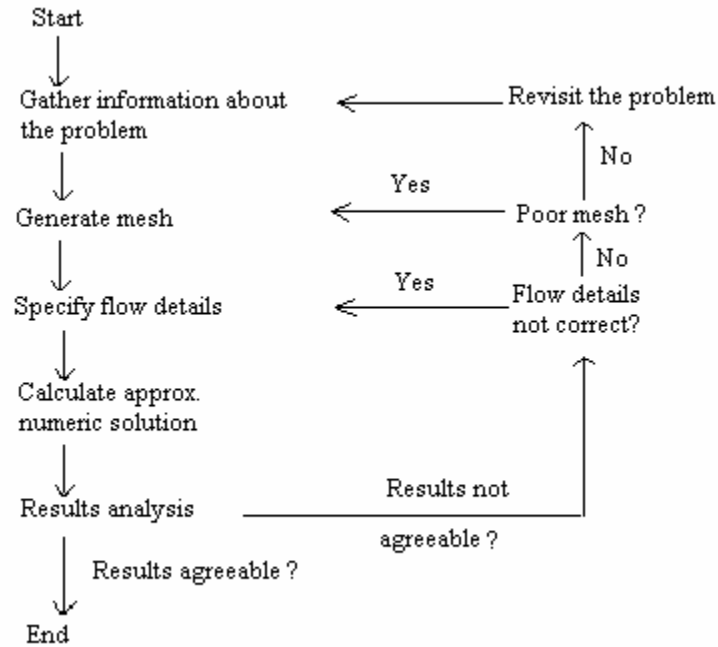 Start
Gather information about
the problem
Revisit the problem
No
Yes
Generate mesh
Poor mesh ?
No
Yes
Specify flow details
Flow details
not correct?
Calculate approx.
numeric solution
Results analysis
Results not
agreeable ?
Results agreeable ?
End